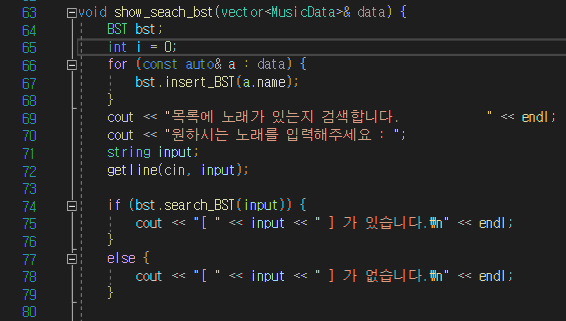 63 void show_seach_bst(vector<MusicData>& data) {
64 BST bst;
65 int i = 0;
66 for (const auto& a : data) {
67 bst.insert_BST(a.name);
68 }
69 cout << "목록에 노래가 있는지 검색합니다.            " << endl;
70 cout << "원하시는 노래를 입력해주세요 : ";
71 string input;
72 getline(cin, input);
73
74 if (bst.search_BST(input)) {
75 cout << "[ " << input << " ] 가 있습니다.₩n" << endl;
76 }
77 else {
78 cout << "[ " << input << " ] 가 없습니다.₩n" << endl;
79 }
80